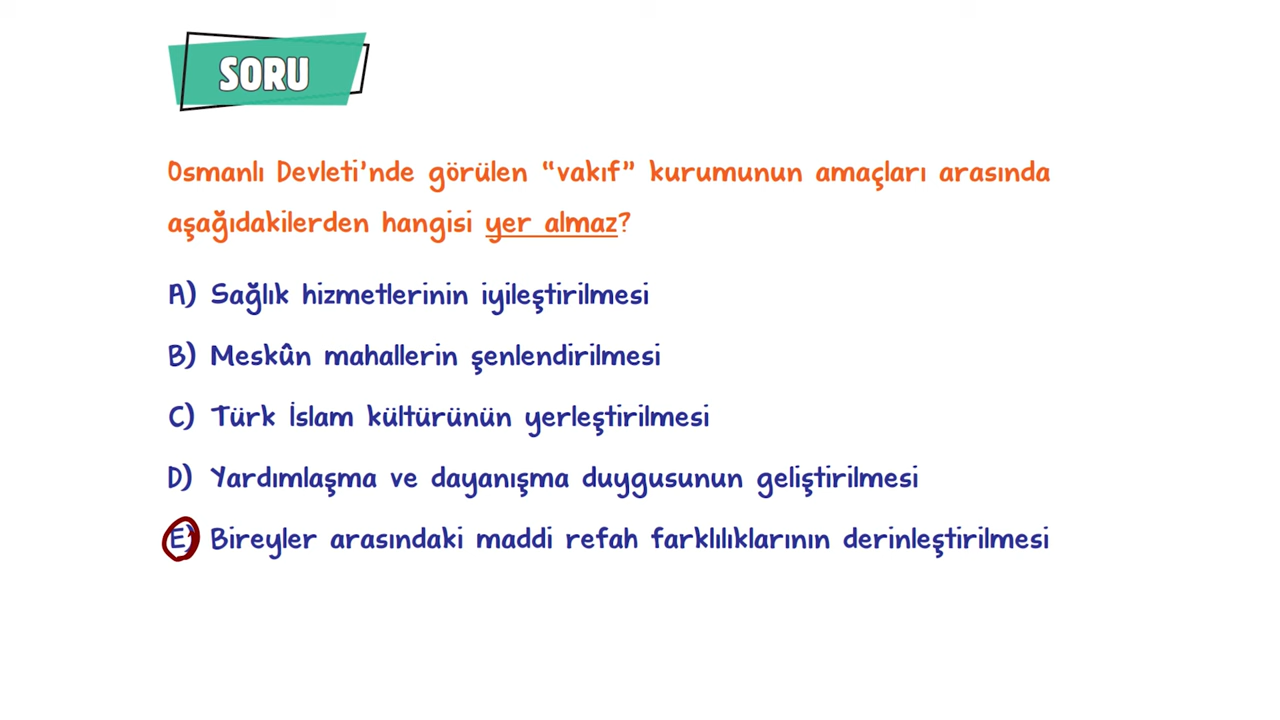 SORU
Osmanlı Devleti'nde görülen “vakıf” kurumunun amaçları arasında
aşağıdakilerden hangisi yer almaz?
A) Sağlık hizmetlerinin iyileştirilmesi
B) Meskûn mahallerin şenlendirilmesi
C) Türk İslam kültürünün yerleştirilmesi
D) Yardımlaşma ve dayanışma duygusunun geliştirilmesi
E) Bireyler arasındaki maddi refah farklılıklarının derinleştirilmesi